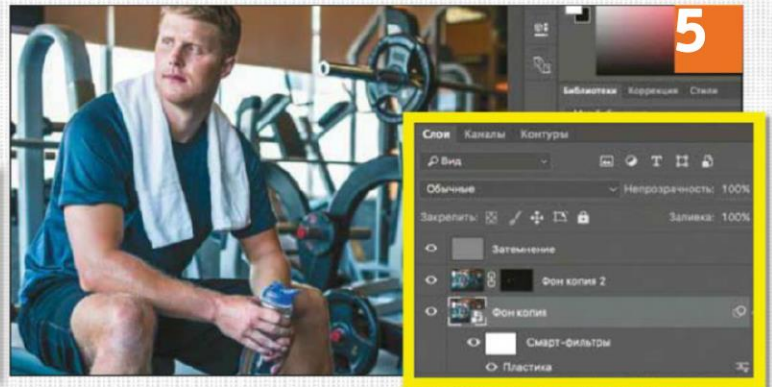 5
Библиотеки Коррекция Стили
Слои Каналы Контуры
Вид
Обычные Непрозрачность: 100%
Закрепить: Заливка: 100%
Затемнение
Фон копия 2
Фон копия
Смарт-фильтры
Пластика